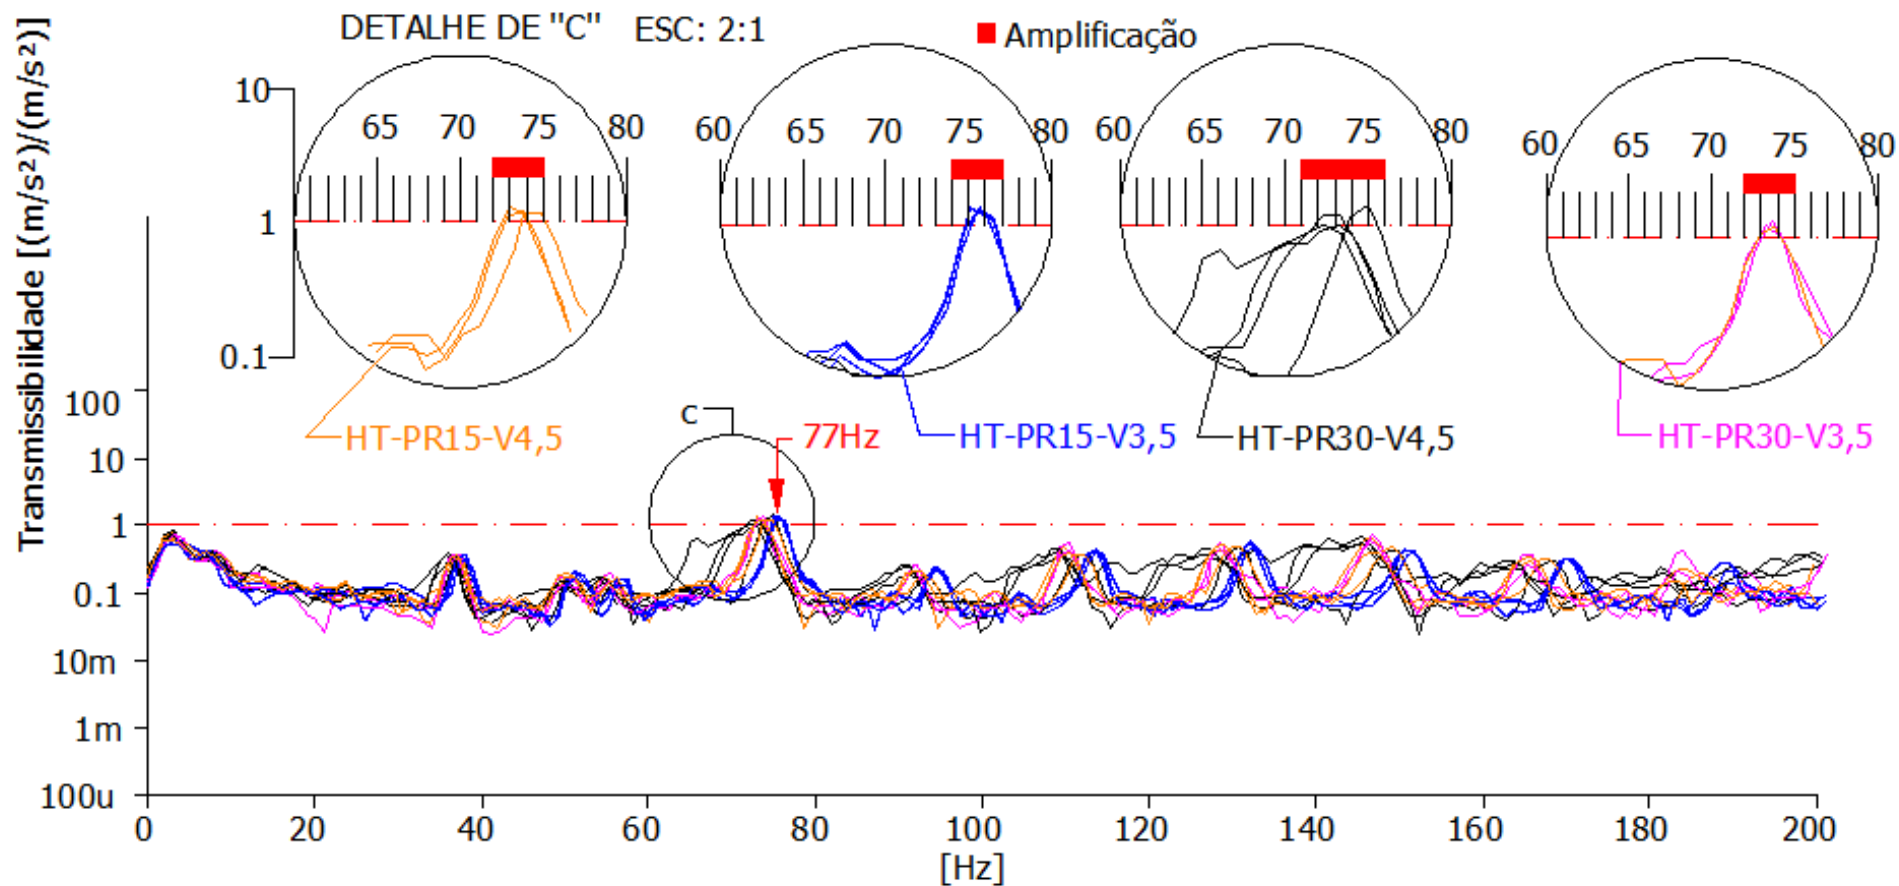 DETALHE DE "C" ESC: 2:1
Amplificação
Transmissibilidade [(m/s²)/(m/s²)]
10
1
0.1
65 70 75 80
60 65 70 75 80
60 65 70 75 80
60 65 70 75 80
HT-PR15-V4,5
C
77Hz
HT-PR15-V3,5
HT-PR30-V4,5
HT-PR30-V3,5
100
10
1
0.1
10m
1m
100u
0 20 40 60 80 100 120 140 160 180 200
[Hz]